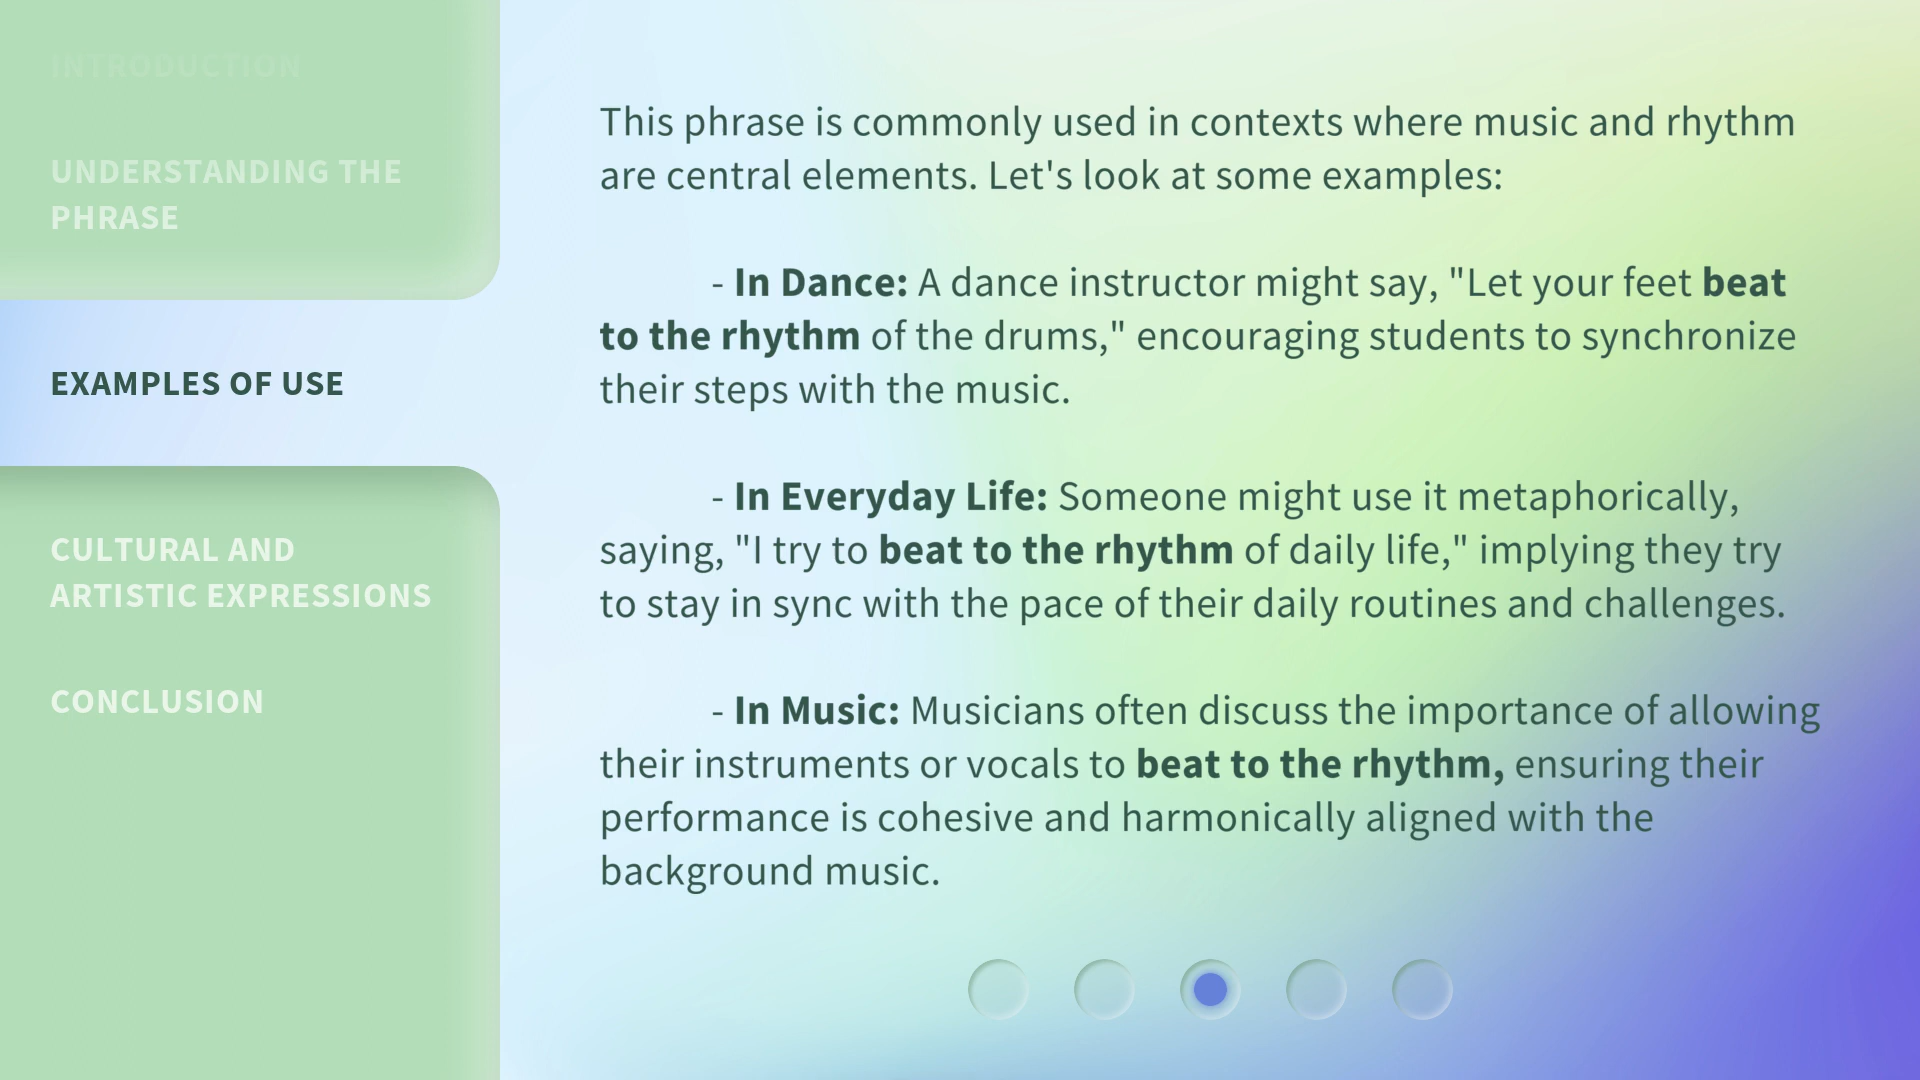 INTRODUCTION
UNDERSTANDING THE
PHRASE
EXAMPLES OF USE
CULTURAL AND
ARTISTIC EXPRESSIONS
CONCLUSION
This phrase is commonly used in contexts where music and rhythm
are central elements. Let's look at some examples:
- In Dance: A dance instructor might say, "Let your feet beat
to the rhythm of the drums," encouraging students to synchronize
their steps with the music.
- In Everyday Life: Someone might use it metaphorically,
saying, "I try to beat to the rhythm of daily life," implying they try
to stay in sync with the pace of their daily routines and challenges.
- In Music: Musicians often discuss the importance of allowing
their instruments or vocals to beat to the rhythm, ensuring their
performance is cohesive and harmonically aligned with the
background music.